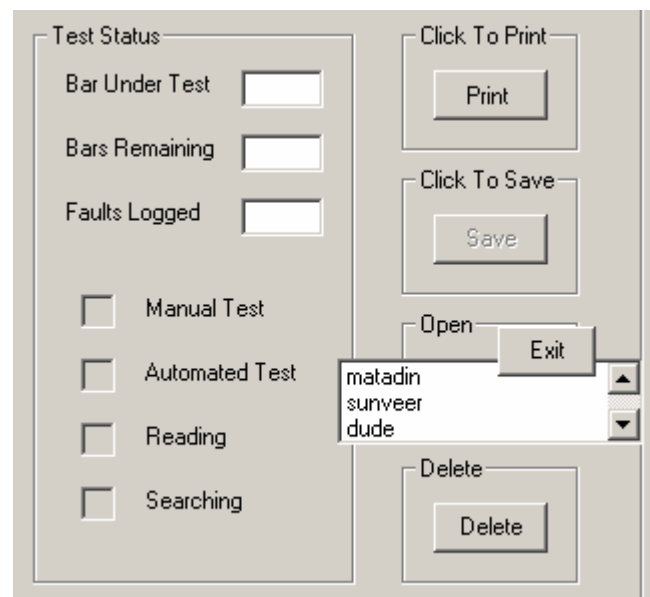 Test Status
Bar Under Test
Bars Remaining
Faults Logged
Manual Test
Automated Test
Reading
Searching
Click To Print
Print
Click To Save
Save
Open
Exit
matadin
sunveer
dude
Delete
Delete